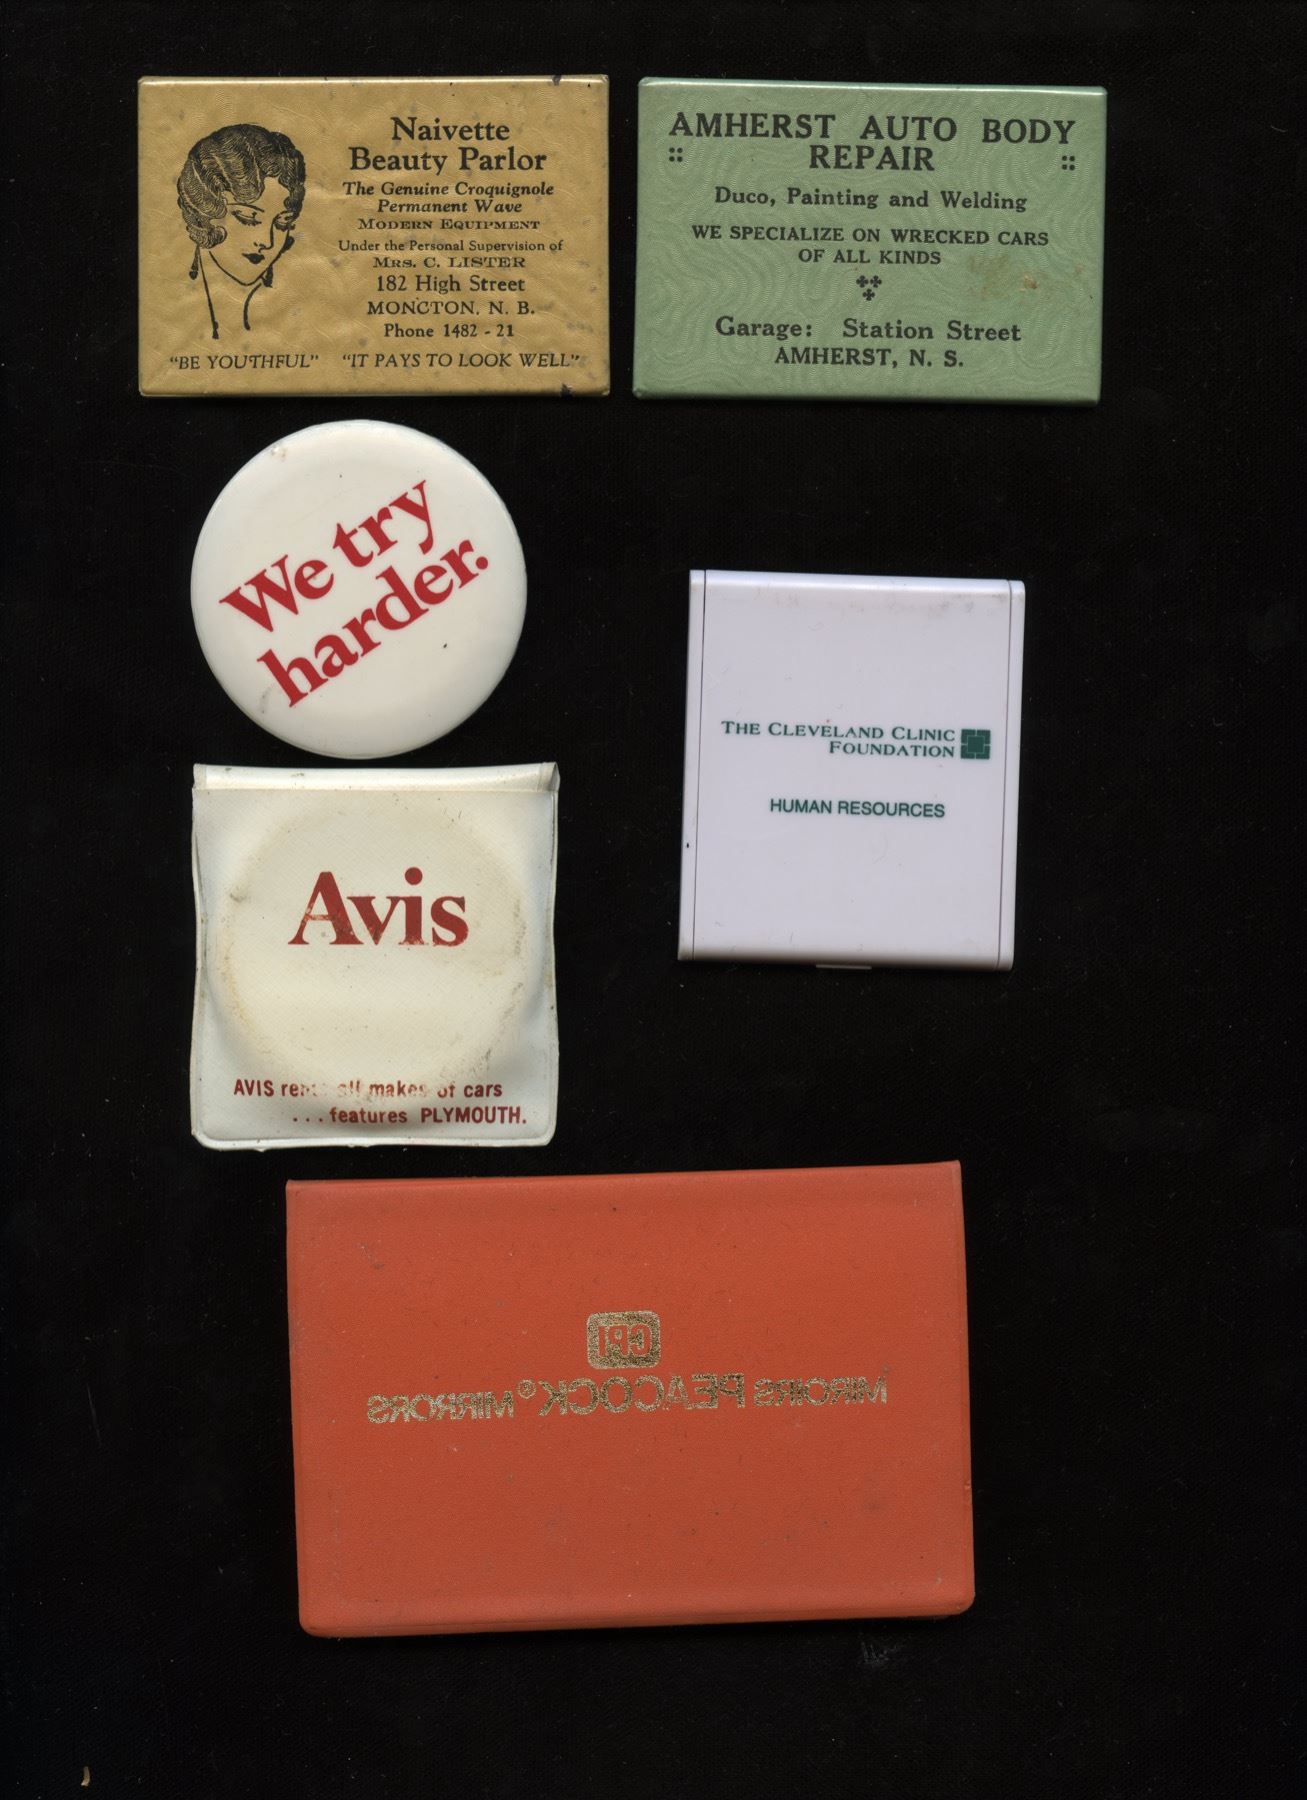 Naivette
Beauty Parlor
The Genuine Croquignole
Permanent Wave
MODERN EQUIPMENT
Under the Personal Supervision of
MRS. C. LISTER
182 High Street
MONCTON, N. B.
Phone 1482 - 21
"BE YOUTHFUL" "IT PAYS TO LOOK WELL"
AMHERST AUTO BODY
REPAIR
Duco, Painting and Welding
WE SPECIALIZE ON WRECKED CARS
OF ALL KINDS
Garage: Station Street
AMHERST, N. S.
We try
harder.
THE CLEVELAND CLINIC
FOUNDATION
HUMAN RESOURCES
Avis
AVIS rents all makes of cars
... features PLYMOUTH.
CPI
MIROIRS PEACOCK® MIRRORS